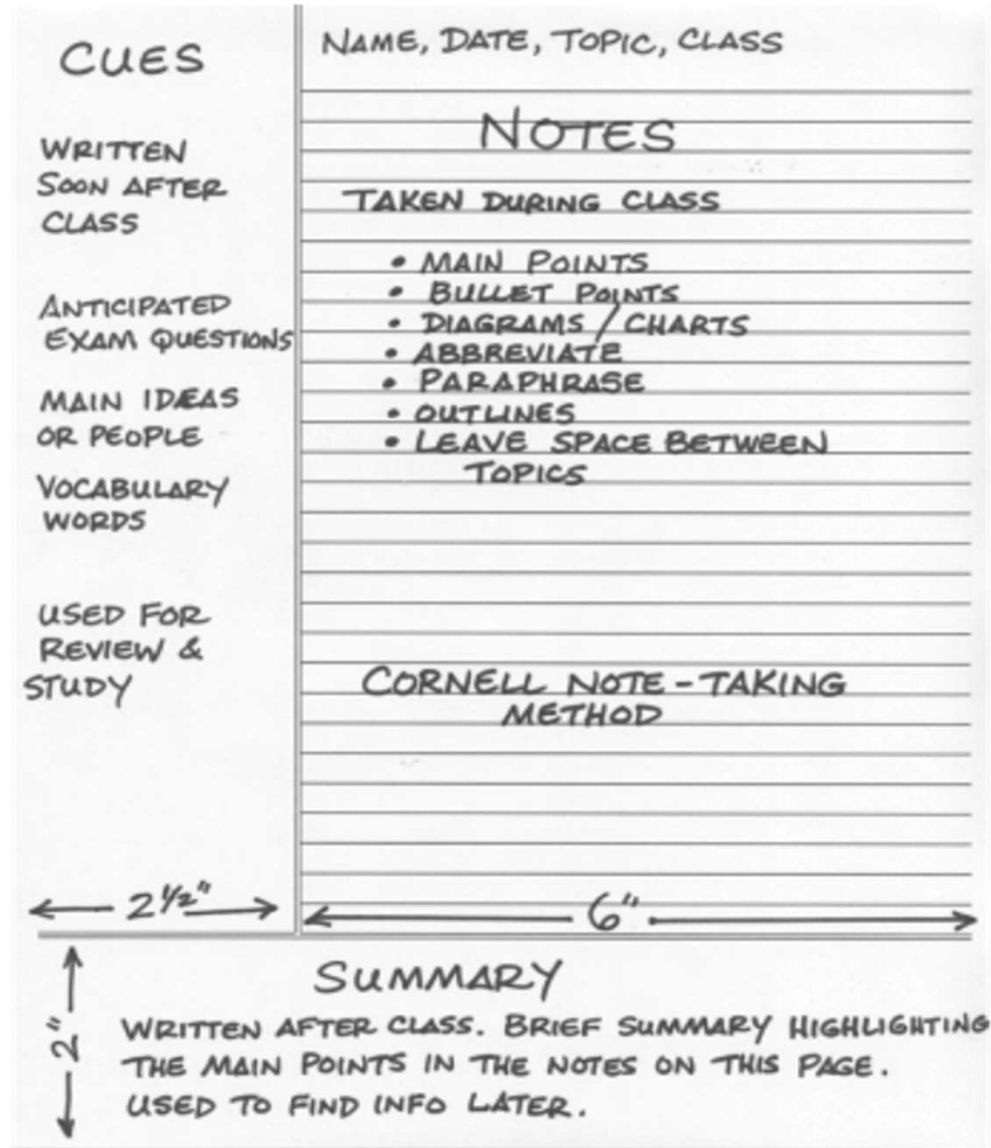 CUES
WRITTEN
SOON AFTER
CLASS
ANTICIPATED
EXAM QUESTIONS
MAIN IDEAS
OR PEOPLE
VOCABULARY
WORDS
USED FOR
REVIEW &
STUDY
2 1/2"
NAME, DATE, TOPIC, CLASS
NOTES
TAKEN DURING CLASS
• MAIN POINTS
• BULLET POINTS
• DIAGRAMS / CHARTS
• ABBREVIATE
• PARAPHRASE
• OUTLINES
• LEAVE SPACE BETWEEN
TOPICS
CORNELL NOTE-TAKING
METHOD
6"
2"
SUMMARY
WRITTEN AFTER CLASS. BRIEF SUMMARY HIGHLIGHTING
THE MAIN POINTS IN THE NOTES ON THIS PAGE.
USED TO FIND INFO LATER.